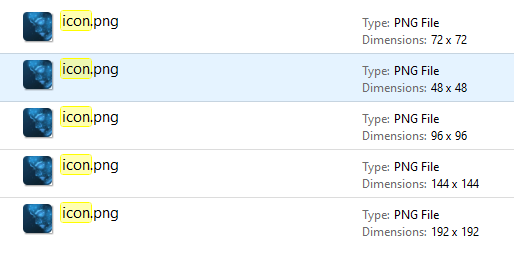 icon.png
Type: PNG File
Dimensions: 72 x 72
icon.png
Type: PNG File
Dimensions: 48 x 48
icon.png
Type: PNG File
Dimensions: 96 x 96
icon.png
Type: PNG File
Dimensions: 144 x 144
icon.png
Type: PNG File
Dimensions: 192 x 192